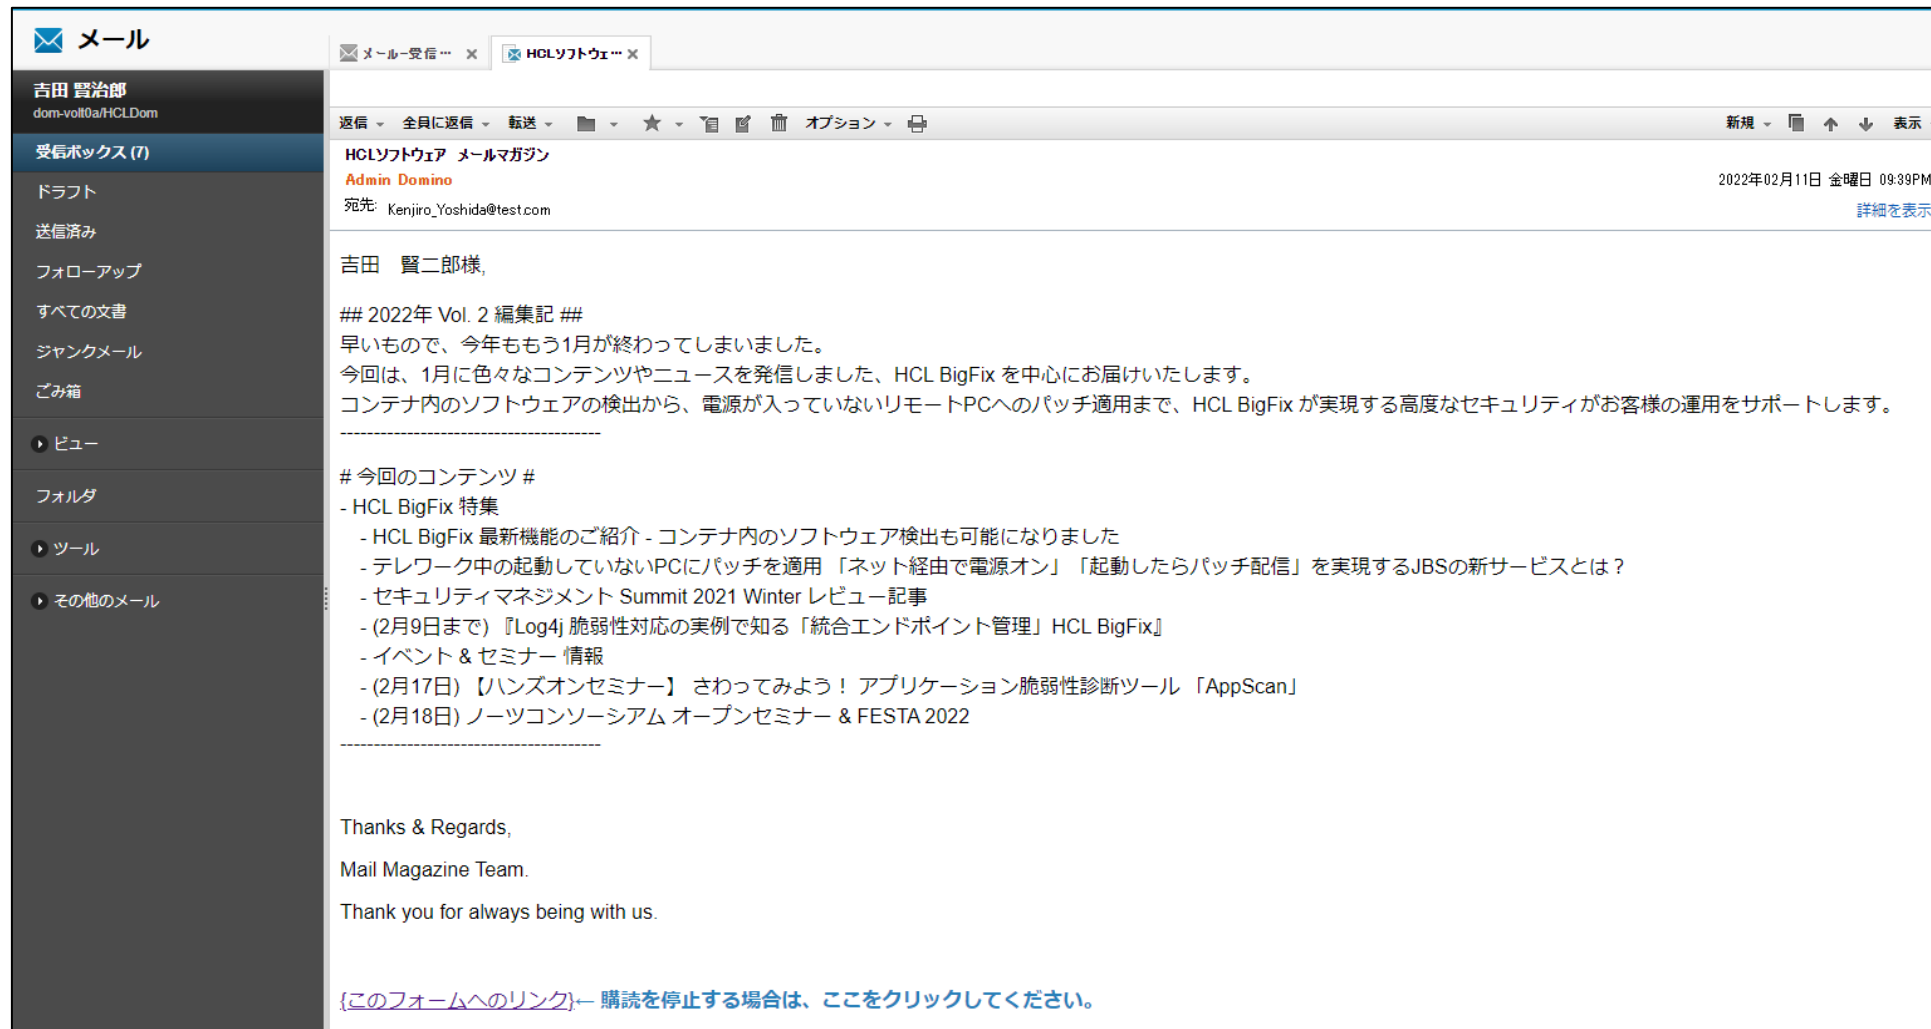 メール
メール-受信…
HCLソフトウェ…
吉田 賢治郎
dom-volt0a/HCLDom
受信ボックス (7)
ドラフト
送信済み
フォローアップ
すべての文書
ジャンクメール
ごみ箱
ビュー
フォルダ
ツール
その他のメール
返信 全員に返信 転送 オプション 新規 表示
HCLソフトウェア メールマガジン
Admin Domino
2022年02月11日 金曜日 09:39PM
宛先: Kenjiro_Yoshida@test.com
詳細を表示
吉田　賢二郎様,
## 2022年 Vol. 2 編集記 ##
早いもので、今年ももう1月が終わってしまいました。
今回は、1月に色々なコンテンツやニュースを発信しました、HCL BigFix を中心にお届けいたします。
コンテナ内のソフトウェアの検出から、電源が入っていないリモートPCへのパッチ適用まで、HCL BigFix が実現する高度なセキュリティがお客様の運用をサポートします。
---------------------------------------
# 今回のコンテンツ #
- HCL BigFix 特集
- HCL BigFix 最新機能のご紹介 - コンテナ内のソフトウェア検出も可能になりました
- テレワーク中の起動していないPCにパッチを適用 「ネット経由で電源オン」「起動したらパッチ配信」を実現するJBSの新サービスとは？
- セキュリティマネジメント Summit 2021 Winter レビュー記事
- (2月9日まで) 『Log4j 脆弱性対応の実例で知る「統合エンドポイント管理」HCL BigFix』
- イベント & セミナー 情報
- (2月17日) 【ハンズオンセミナー】 さわってみよう！ アプリケーション脆弱性診断ツール 「AppScan」
- (2月18日) ノーツコンソーシアム オープンセミナー & FESTA 2022
---------------------------------------
Thanks & Regards,
Mail Magazine Team.
Thank you for always being with us.
{このフォームへのリンク}← 購読を停止する場合は、ここをクリックしてください。